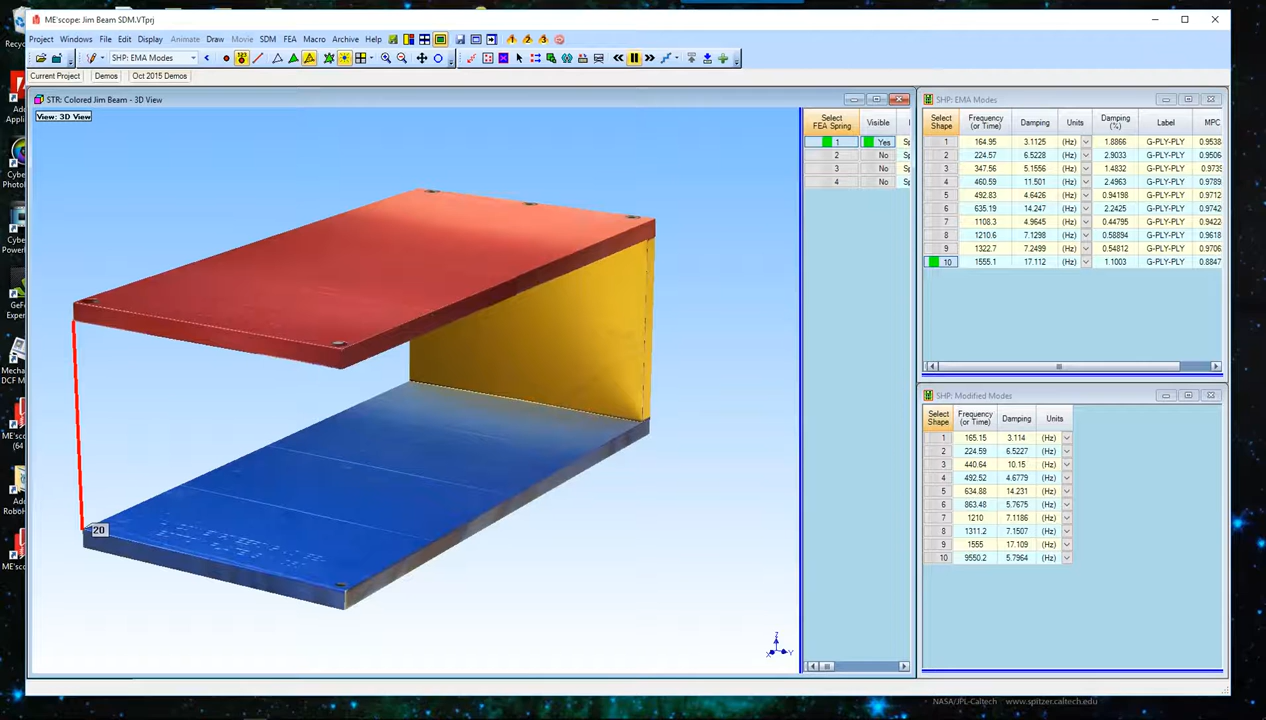 ME'scope: Jim Beam SDM.VTprj
Project Windows File Edit Display Animate Draw Movie SDM FEA Macro Archive Help
SHP: EMA Modes
Current Project Demos Oct 2015 Demos
STR: Colored Jim Beam - 3D View
View: 3D View
20
Z
X
Y
Select FEA Spring Visible
1 Yes
2 No
3 No
4 No
SHP: EMA Modes
Select Shape Frequency (or Time) Damping Units Damping (%) Label MPC
1 164.95 3.1125 (Hz) 1.8866 G-PLY-PLY 0.9538
2 224.57 6.5228 (Hz) 2.9033 G-PLY-PLY 0.9506
3 347.56 5.1556 (Hz) 1.4832 G-PLY-PLY 0.9739
4 460.59 11.501 (Hz) 2.4963 G-PLY-PLY 0.9789
5 492.83 4.6426 (Hz) 0.94198 G-PLY-PLY 0.9712
6 635.19 14.247 (Hz) 2.2425 G-PLY-PLY 0.9742
7 1108.3 4.9645 (Hz) 0.44795 G-PLY-PLY 0.9422
8 1210.6 7.1298 (Hz) 0.58894 G-PLY-PLY 0.9618
9 1322.7 7.2499 (Hz) 0.54812 G-PLY-PLY 0.9706
10 1555.1 17.112 (Hz) 1.1003 G-PLY-PLY 0.8847
SHP: Modified Modes
Select Shape Frequency (or Time) Damping Units
1 165.15 3.114 (Hz)
2 224.59 6.5227 (Hz)
3 440.64 10.15 (Hz)
4 492.52 4.6779 (Hz)
5 634.88 14.231 (Hz)
6 863.48 5.7675 (Hz)
7 1210 7.1186 (Hz)
8 1311.2 7.1507 (Hz)
9 1555 17.109 (Hz)
10 9550.2 5.7964 (Hz)
NASA/JPL-Caltech www.spitzer.caltech.edu